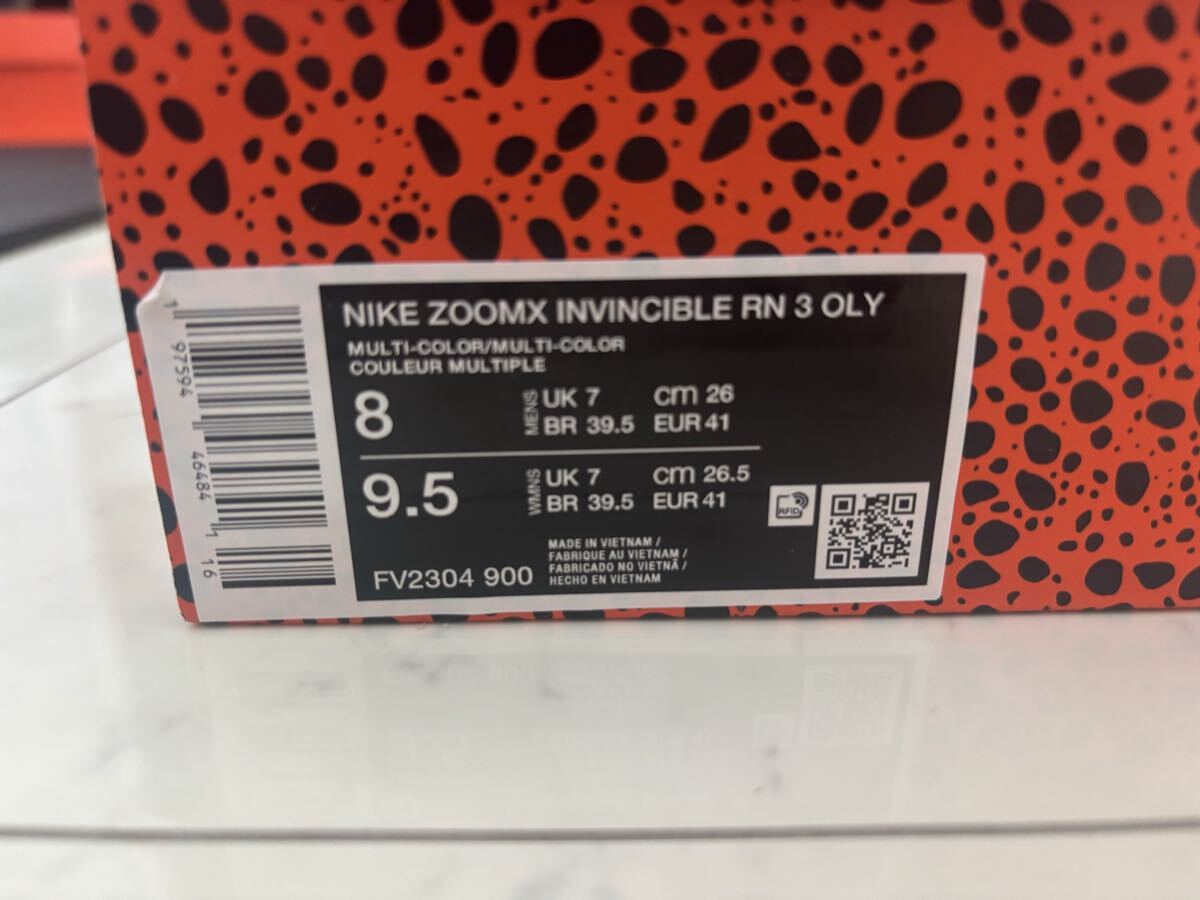 NIKE ZOOMX INVINCIBLE RN 3 OLY
MULTI-COLOR/MULTI-COLOR
COULEUR MULTIPLE
8 MENS UK 7 cm 26
BR 39.5 EUR 41
9.5 WMNS UK 7 cm 26.5
BR 39.5 EUR 41
RFID
FV2304 900
MADE IN VIETNAM /
FABRIQUE AU VIETNAM /
FABRICADO NO VIETNÃ /
HECHO EN VIETNAM
1 97594 46484 1 16